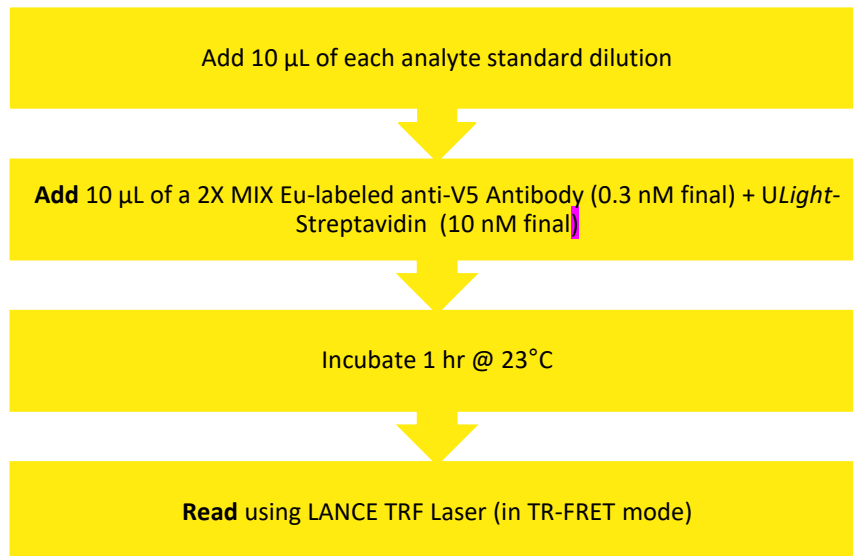 Add 10 µL of each analyte standard dilution
Add 10 µL of a 2X MIX Eu-labeled anti-V5 Antibody (0.3 nM final) + ULight-
Streptavidin  (10 nM final)
Incubate 1 hr @ 23°C
Read using LANCE TRF Laser (in TR-FRET mode)